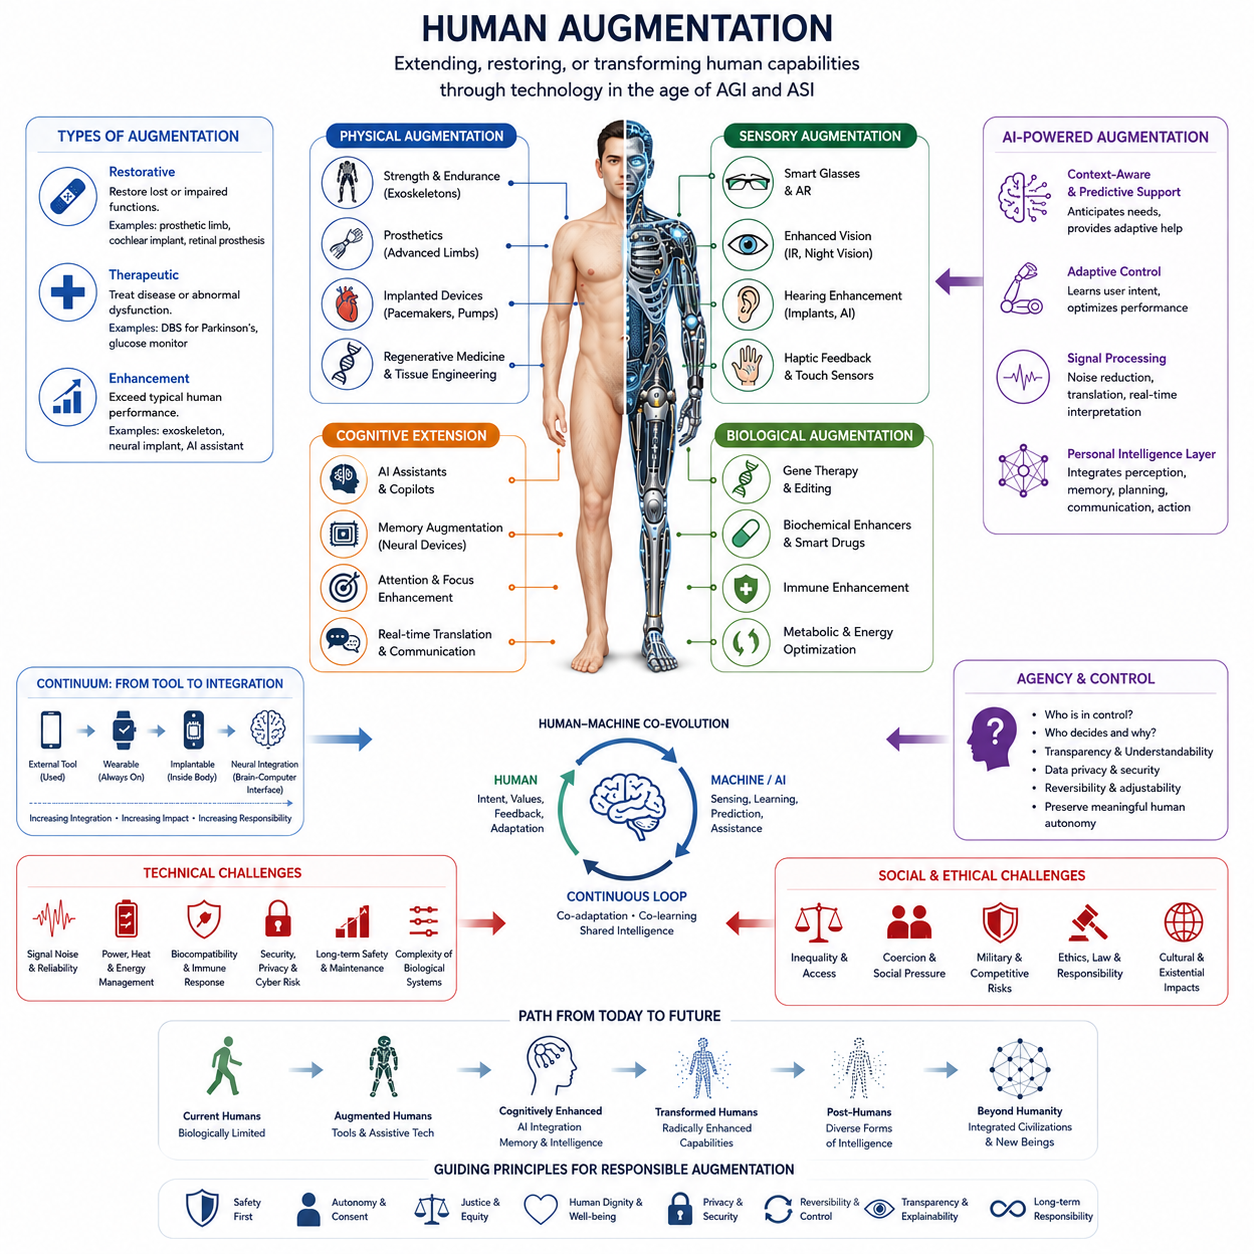 HUMAN AUGMENTATION
Extending, restoring, or transforming human capabilities
through technology in the age of AGI and ASI
TYPES OF AUGMENTATION
Restorative
Restore lost or impaired
functions.
Examples: prosthetic limb,
cochlear implant, retinal prosthesis
Therapeutic
Treat disease or abnormal
dysfunction.
Examples: DBS for Parkinson's,
glucose monitor
Enhancement
Exceed typical human
performance.
Examples: exoskeleton,
neural implant, AI assistant
PHYSICAL AUGMENTATION
Strength & Endurance
(Exoskeletons)
Prosthetics
(Advanced Limbs)
Implanted Devices
(Pacemakers, Pumps)
Regenerative Medicine
& Tissue Engineering
SENSORY AUGMENTATION
Smart Glasses
& AR
Enhanced Vision
(IR, Night Vision)
Hearing Enhancement
(Implants, AI)
Haptic Feedback
& Touch Sensors
AI-POWERED AUGMENTATION
Context-Aware
& Predictive Support
Anticipates needs,
provides adaptive help
Adaptive Control
Learns user intent,
optimizes performance
Signal Processing
Noise reduction,
translation, real-time
interpretation
Personal Intelligence Layer
Integrates perception,
memory, planning,
communication, action
COGNITIVE EXTENSION
AI Assistants
& Copilots
Memory Augmentation
(Neural Devices)
Attention & Focus
Enhancement
Real-time Translation
& Communication
BIOLOGICAL AUGMENTATION
Gene Therapy
& Editing
Biochemical Enhancers
& Smart Drugs
Immune Enhancement
Metabolic & Energy
Optimization
CONTINUUM: FROM TOOL TO INTEGRATION
External Tool
(Used)
Wearable
(Always On)
Implantable
(Inside Body)
Neural Integration
(Brain-Computer
Interface)
Increasing Integration • Increasing Impact • Increasing Responsibility
HUMAN–MACHINE CO-EVOLUTION
HUMAN
Intent, Values,
Feedback,
Adaptation
MACHINE / AI
Sensing, Learning,
Prediction,
Assistance
CONTINUOUS LOOP
Co-adaptation • Co-learning
Shared Intelligence
AGENCY & CONTROL
?
• Who is in control?
• Who decides and why?
• Transparency & Understandability
• Data privacy & security
• Reversibility & adjustability
• Preserve meaningful human
autonomy
TECHNICAL CHALLENGES
Signal Noise
& Reliability
Power, Heat
& Energy
Management
Biocompatibility
& Immune
Response
Security,
Privacy &
Cyber Risk
Long-term Safety
& Maintenance
Complexity of
Biological
Systems
SOCIAL & ETHICAL CHALLENGES
Inequality &
Access
Coercion &
Social Pressure
Military &
Competitive
Risks
Ethics, Law &
Responsibility
Cultural &
Existential
Impacts
PATH FROM TODAY TO FUTURE
Current Humans
Biologically Limited
Augmented Humans
Tools & Assistive Tech
Cognitively Enhanced
AI Integration
Memory & Intelligence
Transformed Humans
Radically Enhanced
Capabilities
Post-Humans
Diverse Forms
of Intelligence
Beyond Humanity
Integrated Civilizations
& New Beings
GUIDING PRINCIPLES FOR RESPONSIBLE AUGMENTATION
Safety
First
Autonomy &
Consent
Justice &
Equity
Human Dignity &
Well-being
Privacy &
Security
Reversibility &
Control
Transparency &
Explainability
Long-term
Responsibility